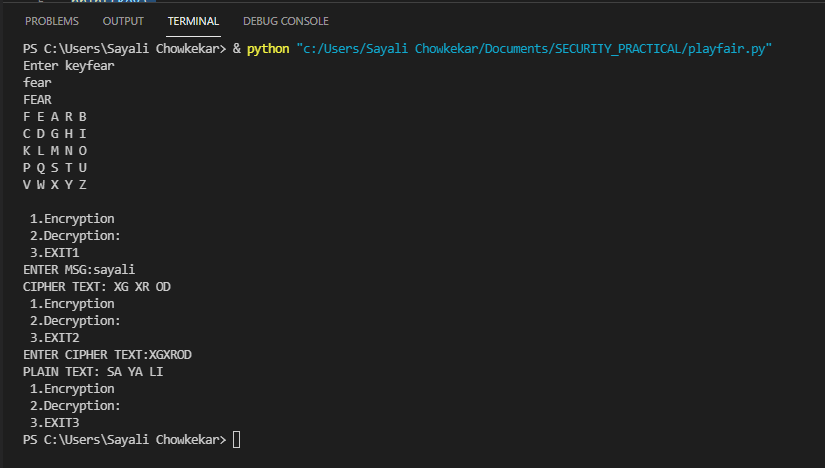 PROBLEMS OUTPUT TERMINAL DEBUG CONSOLE
PS C:\Users\Sayali Chowkekar> & python "c:/Users/Sayali Chowkekar/Documents/SECURITY_PRACTICAL/playfair.py"
Enter keyfear
fear
FEAR
F E A R B
C D G H I
K L M N O
P Q S T U
V W X Y Z
1.Encryption
2.Decryption:
3.EXIT1
ENTER MSG:sayali
CIPHER TEXT: XG XR OD
1.Encryption
2.Decryption:
3.EXIT2
ENTER CIPHER TEXT:XGXROD
PLAIN TEXT: SA YA LI
1.Encryption
2.Decryption:
3.EXIT3
PS C:\Users\Sayali Chowkekar>